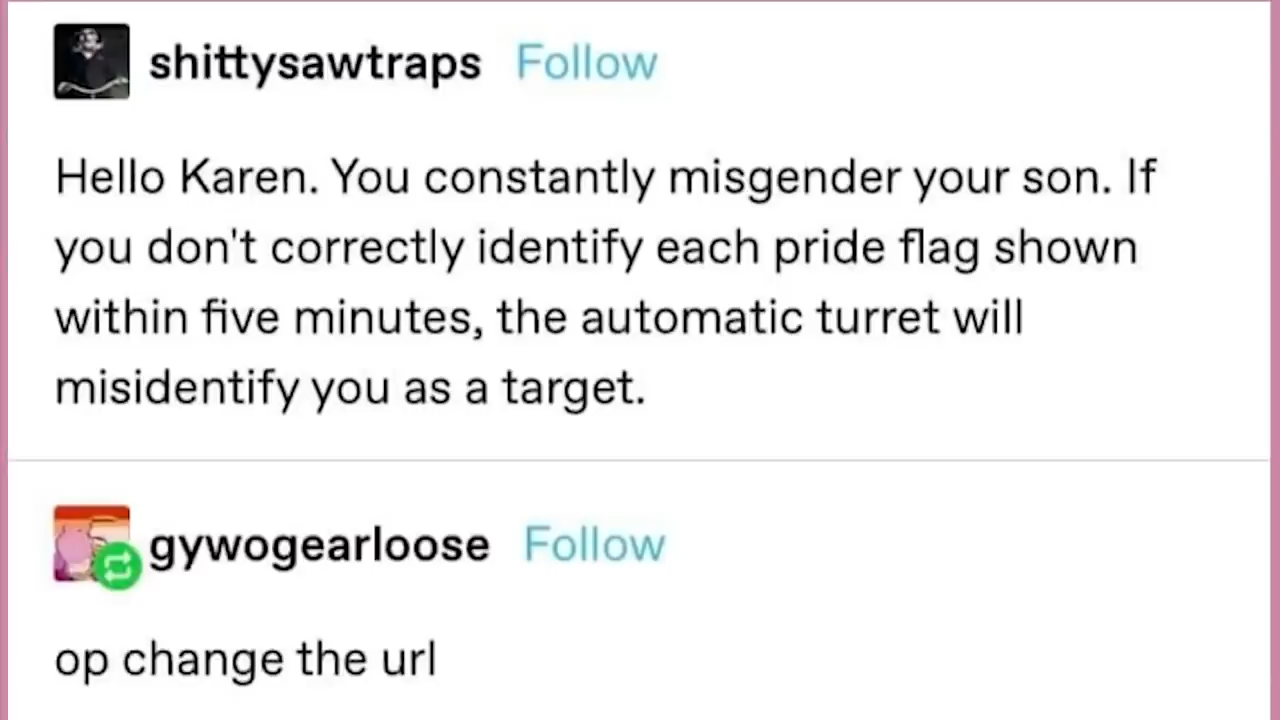 shittysawtraps Follow
Hello Karen. You constantly misgender your son. If
you don't correctly identify each pride flag shown
within five minutes, the automatic turret will
misidentify you as a target.
gywogearloose Follow
op change the url